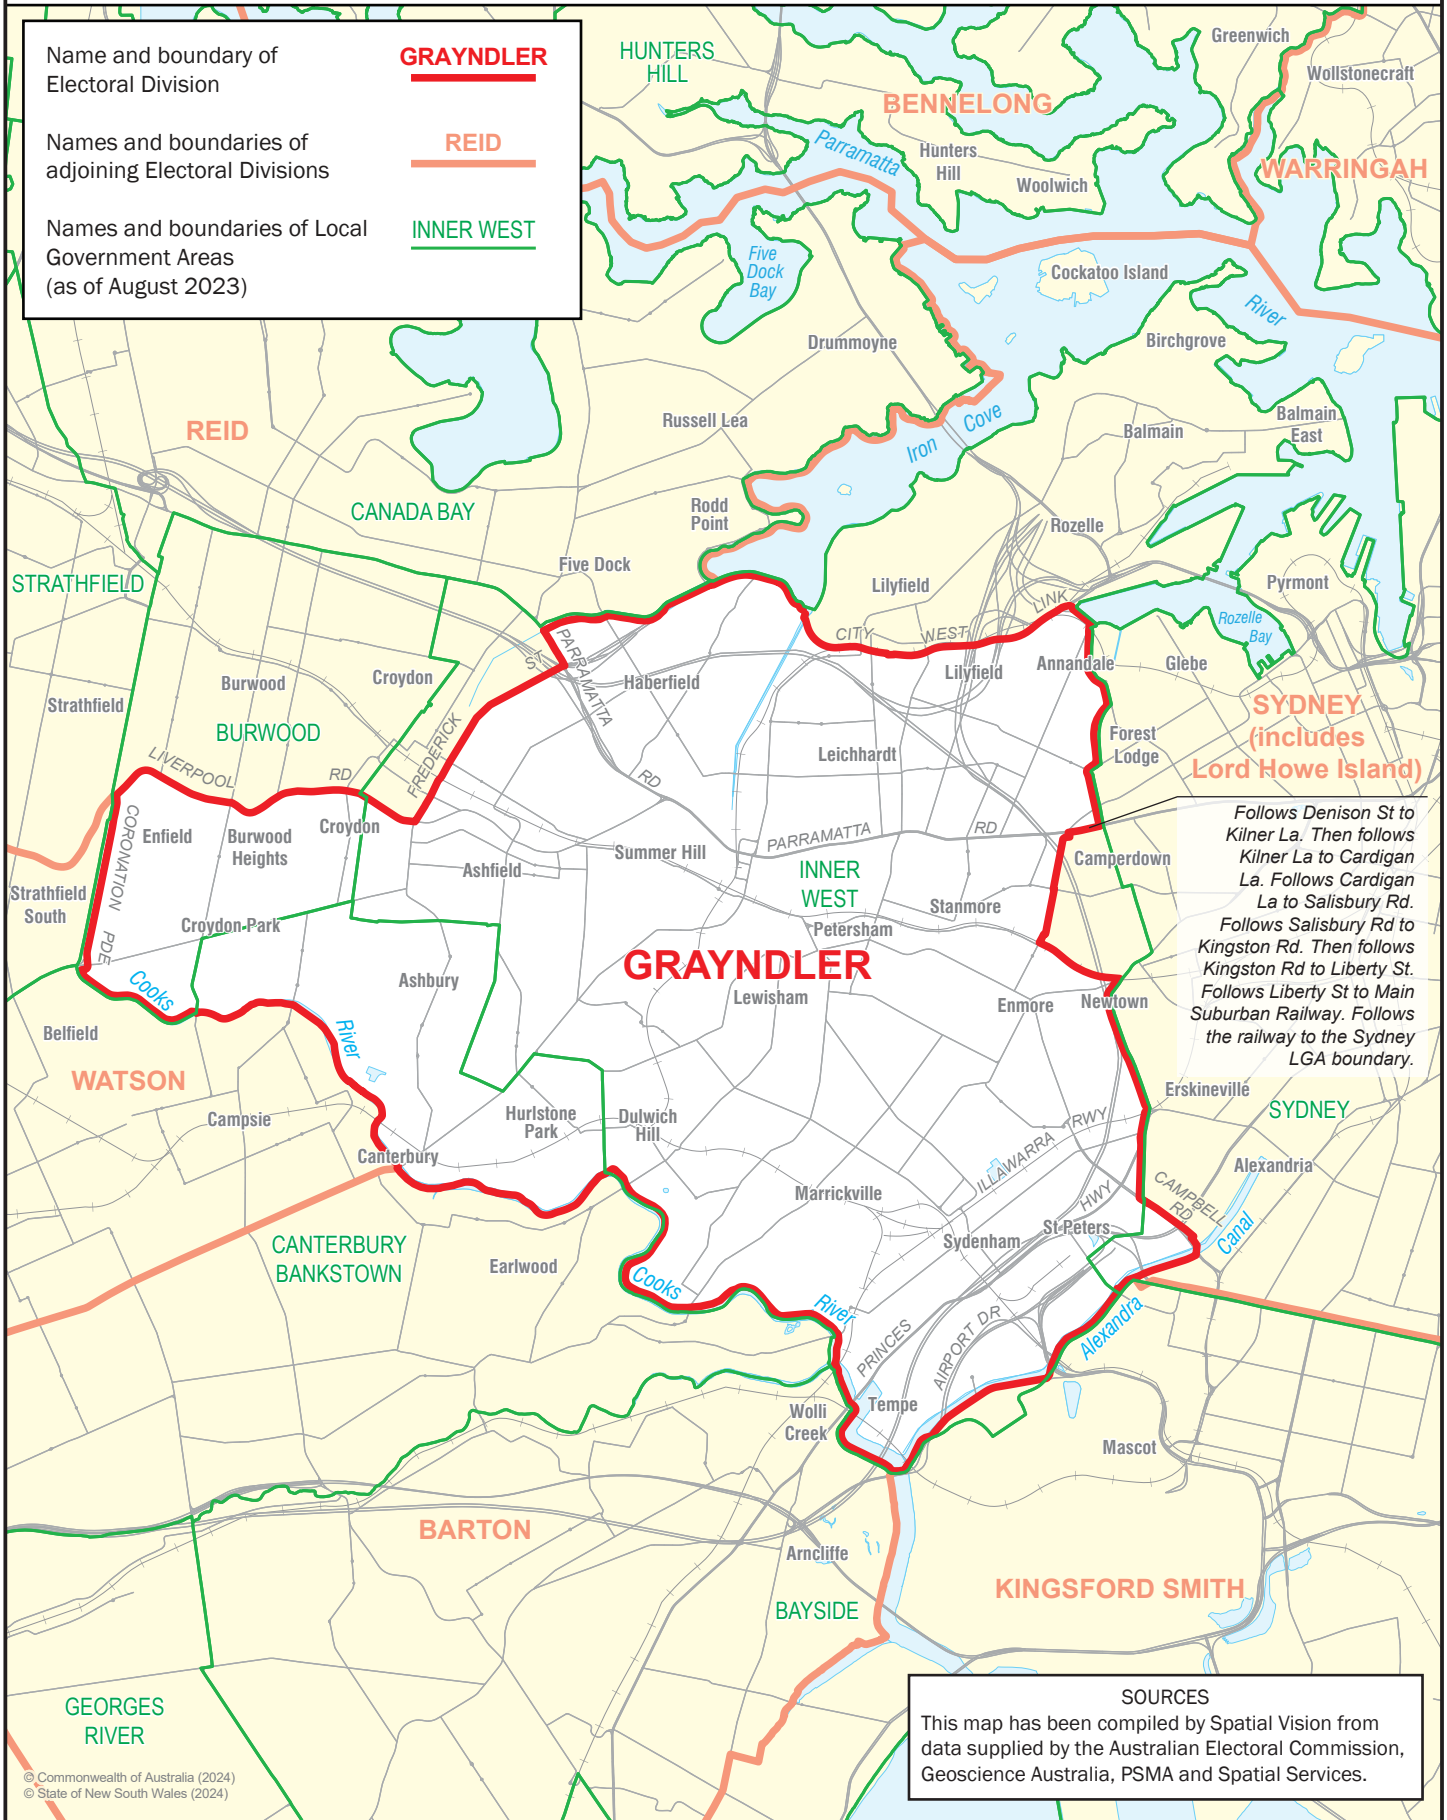 Name and boundary of
Electoral Division
GRAYNDLER
Names and boundaries of
adjoining Electoral Divisions
REID
Names and boundaries of Local
Government Areas
(as of August 2023)
INNER WEST
HUNTERS
HILL
BENNELONG
Greenwich
Wollstonecraft
WARRINGAH
Parramatta
Hunters
Hill
Woolwich
Five
Dock
Bay
Cockatoo Island
River
Drummoyne
Birchgrove
REID
Russell Lea
Iron
Cove
Balmain
Balmain
East
CANADA BAY
Rodd
Point
Rozelle
STRATHFIELD
Five Dock
Lilyfield
Pyrmont
LINK
CITY
WEST
Rozelle
Bay
ST
PARRAMATTA
Burwood
Croydon
Haberfield
Lilyfield
Annandale
Glebe
Strathfield
BURWOOD
SYDNEY
(includes
Lord Howe Island)
Forest
Lodge
LIVERPOOL
RD
FREDERICK
RD
Leichhardt
CORONATION
PDE
Enfield
Burwood
Heights
Croydon
Ashfield
Summer Hill
PARRAMATTA
RD
Camperdown
INNER
WEST
Follows Denison St to
Kilner La. Then follows
Kilner La to Cardigan
La. Follows Cardigan
La to Salisbury Rd.
Follows Salisbury Rd to
Kingston Rd. Then follows
Kingston Rd to Liberty St.
Follows Liberty St to Main
Suburban Railway. Follows
the railway to the Sydney
LGA boundary.
Strathfield
South
Croydon Park
Stanmore
Petersham
GRAYNDLER
Ashbury
Lewisham
Enmore
Newtown
Cooks
River
Belfield
WATSON
Campsie
Hurlstone
Park
Dulwich
Hill
Erskineville
SYDNEY
Canterbury
ILLAWARRA
RWY
Alexandria
Marrickville
HWY
CAMPBELL
RD
St Peters
Sydenham
Canal
CANTERBURY
BANKSTOWN
Earlwood
Cooks
River
PRINCES
AIRPORT DR
Alexandra
Tempe
Wolli
Creek
Mascot
BARTON
Arncliffe
KINGSFORD SMITH
BAYSIDE
GEORGES
RIVER
SOURCES
This map has been compiled by Spatial Vision from
data supplied by the Australian Electoral Commission,
Geoscience Australia, PSMA and Spatial Services.
© Commonwealth of Australia (2024)
© State of New South Wales (2024)